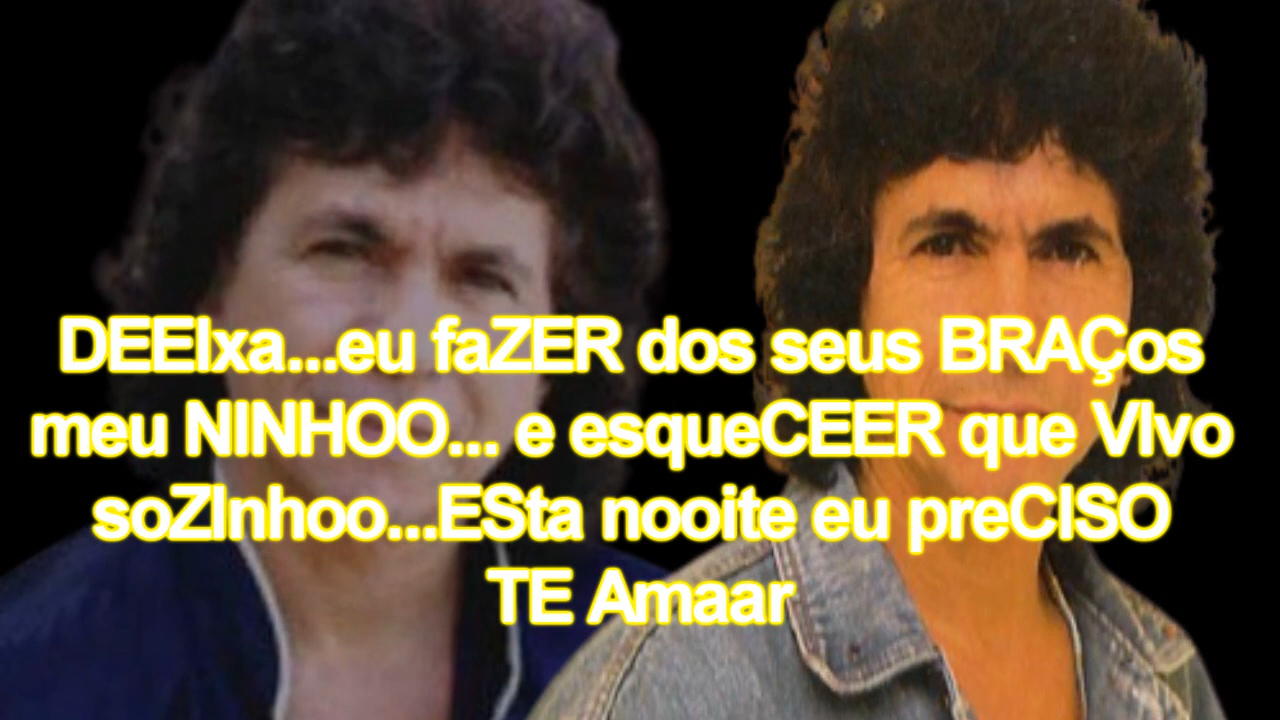 DEEIxa...eu faZER dos seus BRAÇos
meu NINHOO... e esqueCEER que VIvo
soZInhoo...ESta nooite eu preCISO
TE Amaar